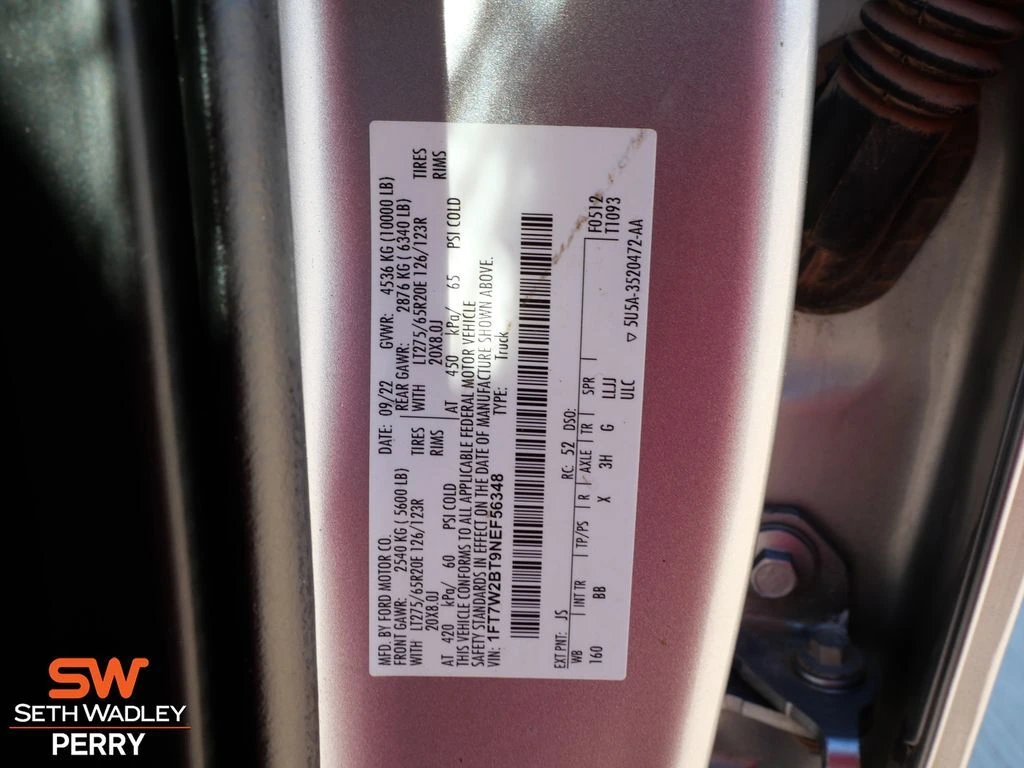 MFD. BY FORD MOTOR CO.
DATE: 09/22 GVWR: 4536 KG (10000 LB)
FRONT GAWR: 2540 KG ( 5600 LB)
REAR GAWR: 2876 KG ( 6340 LB)
WITH LT275/65R20E 126/123R TIRES
WITH LT275/65R20E 126/123R TIRES
20X8.0J RIMS
20X8.0J RIMS
AT 420 kPa/ 60 PSI COLD
AT 450 kPa/ 65 PSI COLD
THIS VEHICLE CONFORMS TO ALL APPLICABLE FEDERAL MOTOR VEHICLE
SAFETY STANDARDS IN EFFECT ON THE DATE OF MANUFACTURE SHOWN ABOVE.
VIN: 1FT7W2BT9NEF56348
TYPE: Truck
EXT PNT: JS RC: 52 DSO: F0512
WB INT TR TP/PS R AXLE TR SPR T1093
160 BB X 3H G LLJJ 5U5A-3520472-AA
ULC
SW
SETH WADLEY
PERRY